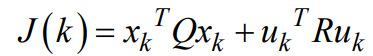 J(k) = x_k^T Q x_k + u_k^T R u_k